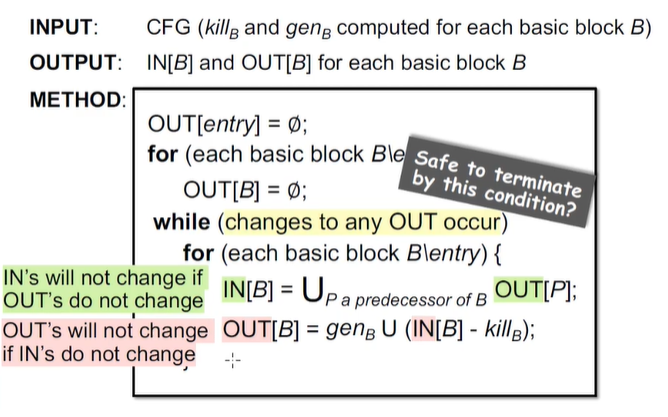 INPUT: CFG (kill_B and gen_B computed for each basic block B)
OUTPUT: IN[B] and OUT[B] for each basic block B
METHOD:
OUT[entry] = ∅;
for (each basic block B\e
Safe to terminate
by this condition?
OUT[B] = ∅;
while (changes to any OUT occur)
for (each basic block B\entry) {
IN's will not change if
OUT's do not change
IN[B] = ∪_P a predecessor of B OUT[P];
OUT's will not change
if IN's do not change
OUT[B] = gen_B U (IN[B] - kill_B);